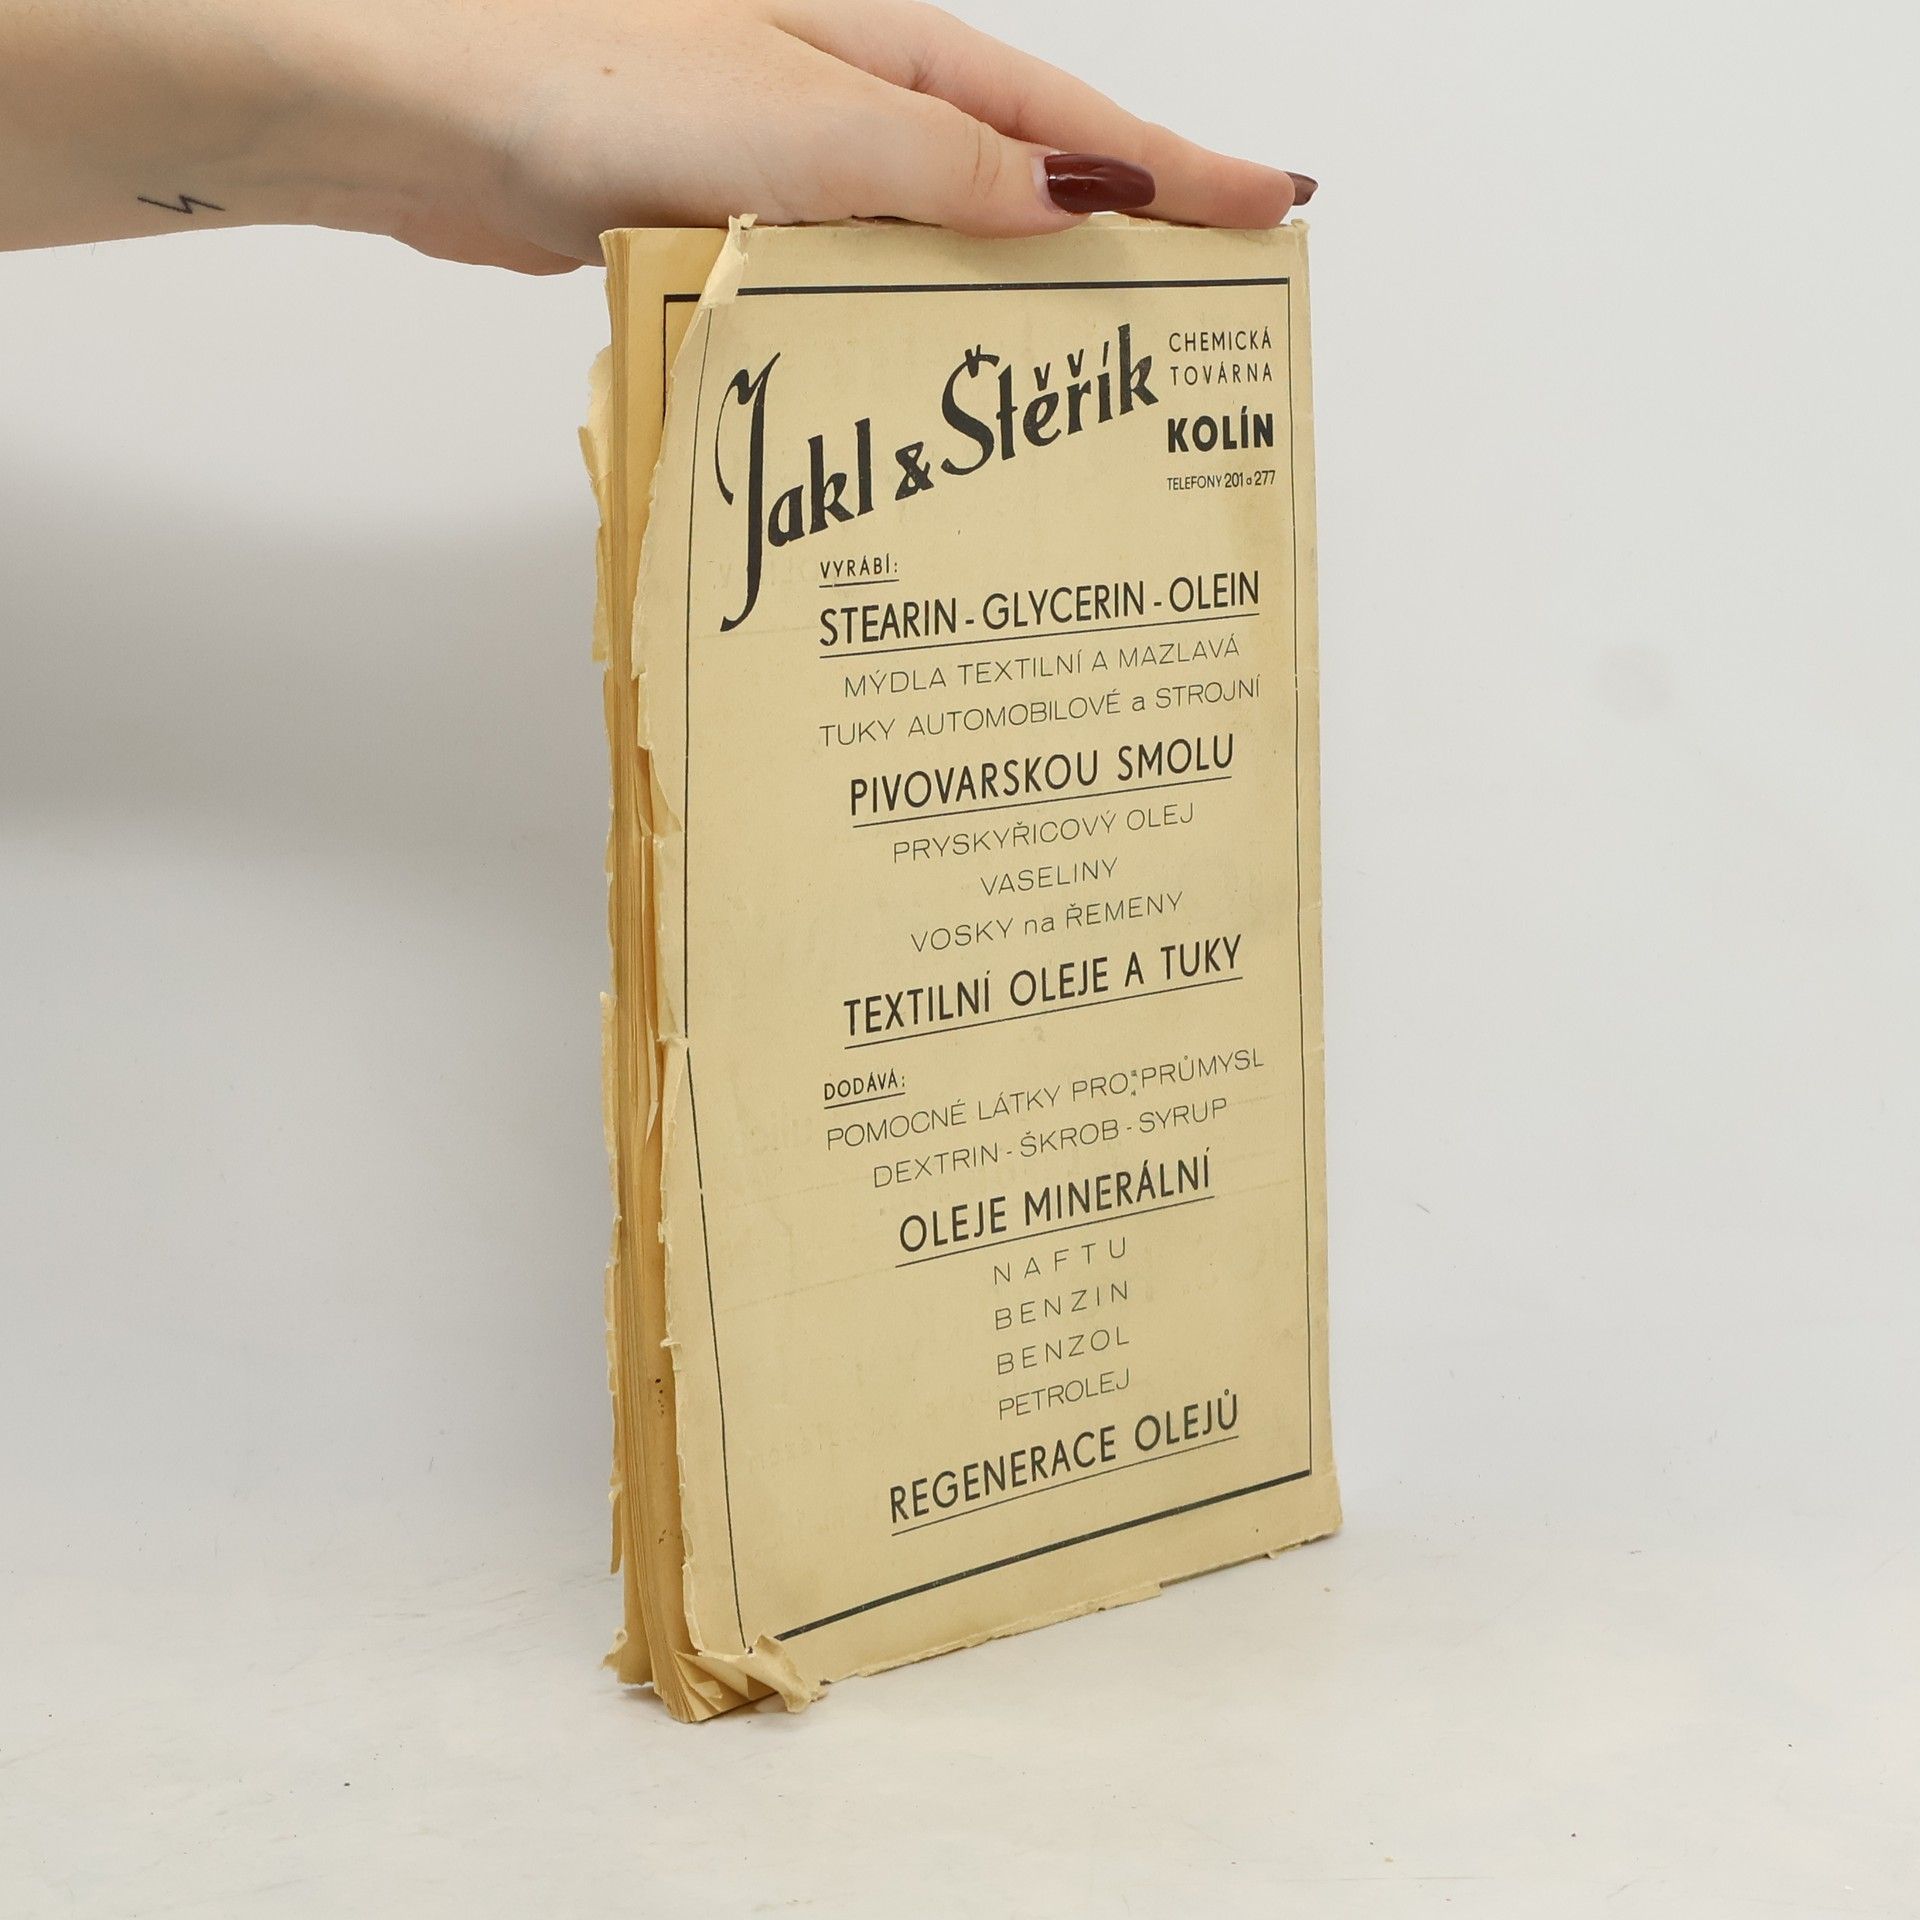 Jakl & Štěřík
CHEMICKÁ
TOVÁRNA
KOLÍN
TELEFONY 201 a 277
VYRÁBÍ:
STEARIN - GLYCERIN - OLEIN
MÝDLA TEXTILNÍ A MAZLAVÁ
TUKY AUTOMOBILOVÉ a STROJNÍ
PIVOVARSKOU SMOLU
PRYSKYŘICOVÝ OLEJ
VASELINY
VOSKY na ŘEMENY
TEXTILNÍ OLEJE A TUKY
DODÁVÁ:
POMOCNÉ LÁTKY PRO PRŮMYSL
DEXTRIN - ŠKROB - SYRUP
OLEJE MINERÁLNÍ
NAFTU
BENZIN
BENZOL
PETROLEJ
REGENERACE OLEJŮ